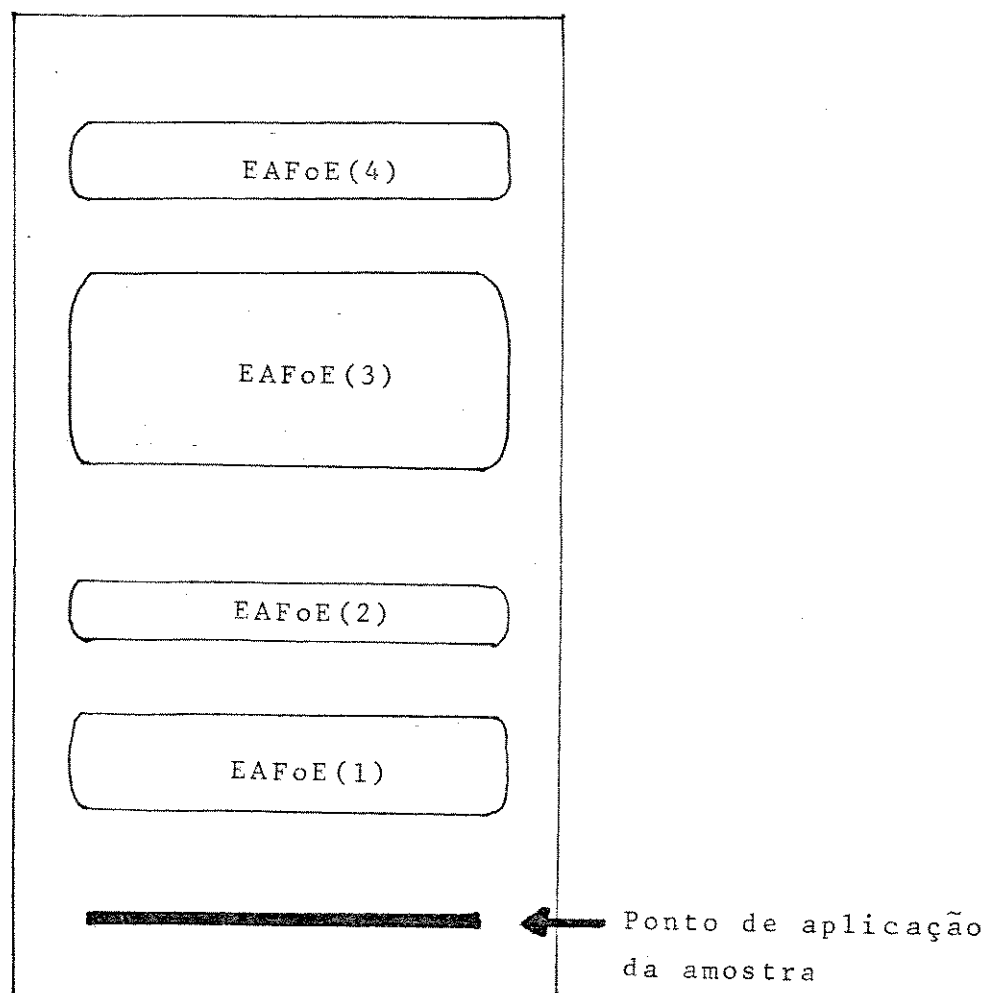 EAFoE(4)
EAFoE(3)
EAFoE(2)
EAFoE(1)
Ponto de aplicação
da amostra